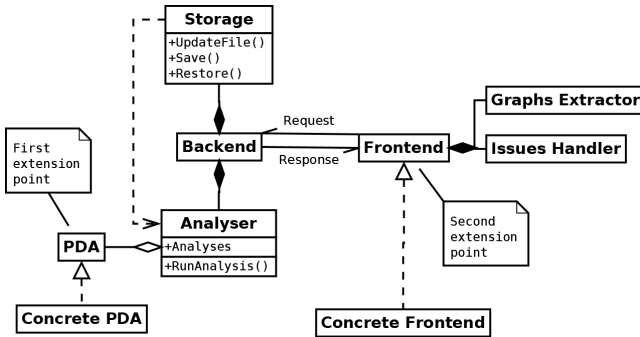 Storage
+UpdateFile()
+Save()
+Restore()
Request
Graphs Extractor
First
extension
point
Backend
Frontend
Issues Handler
Response
Analyser
+Analyses
+RunAnalysis()
PDA
Second
extension
point
Concrete PDA
Concrete Frontend